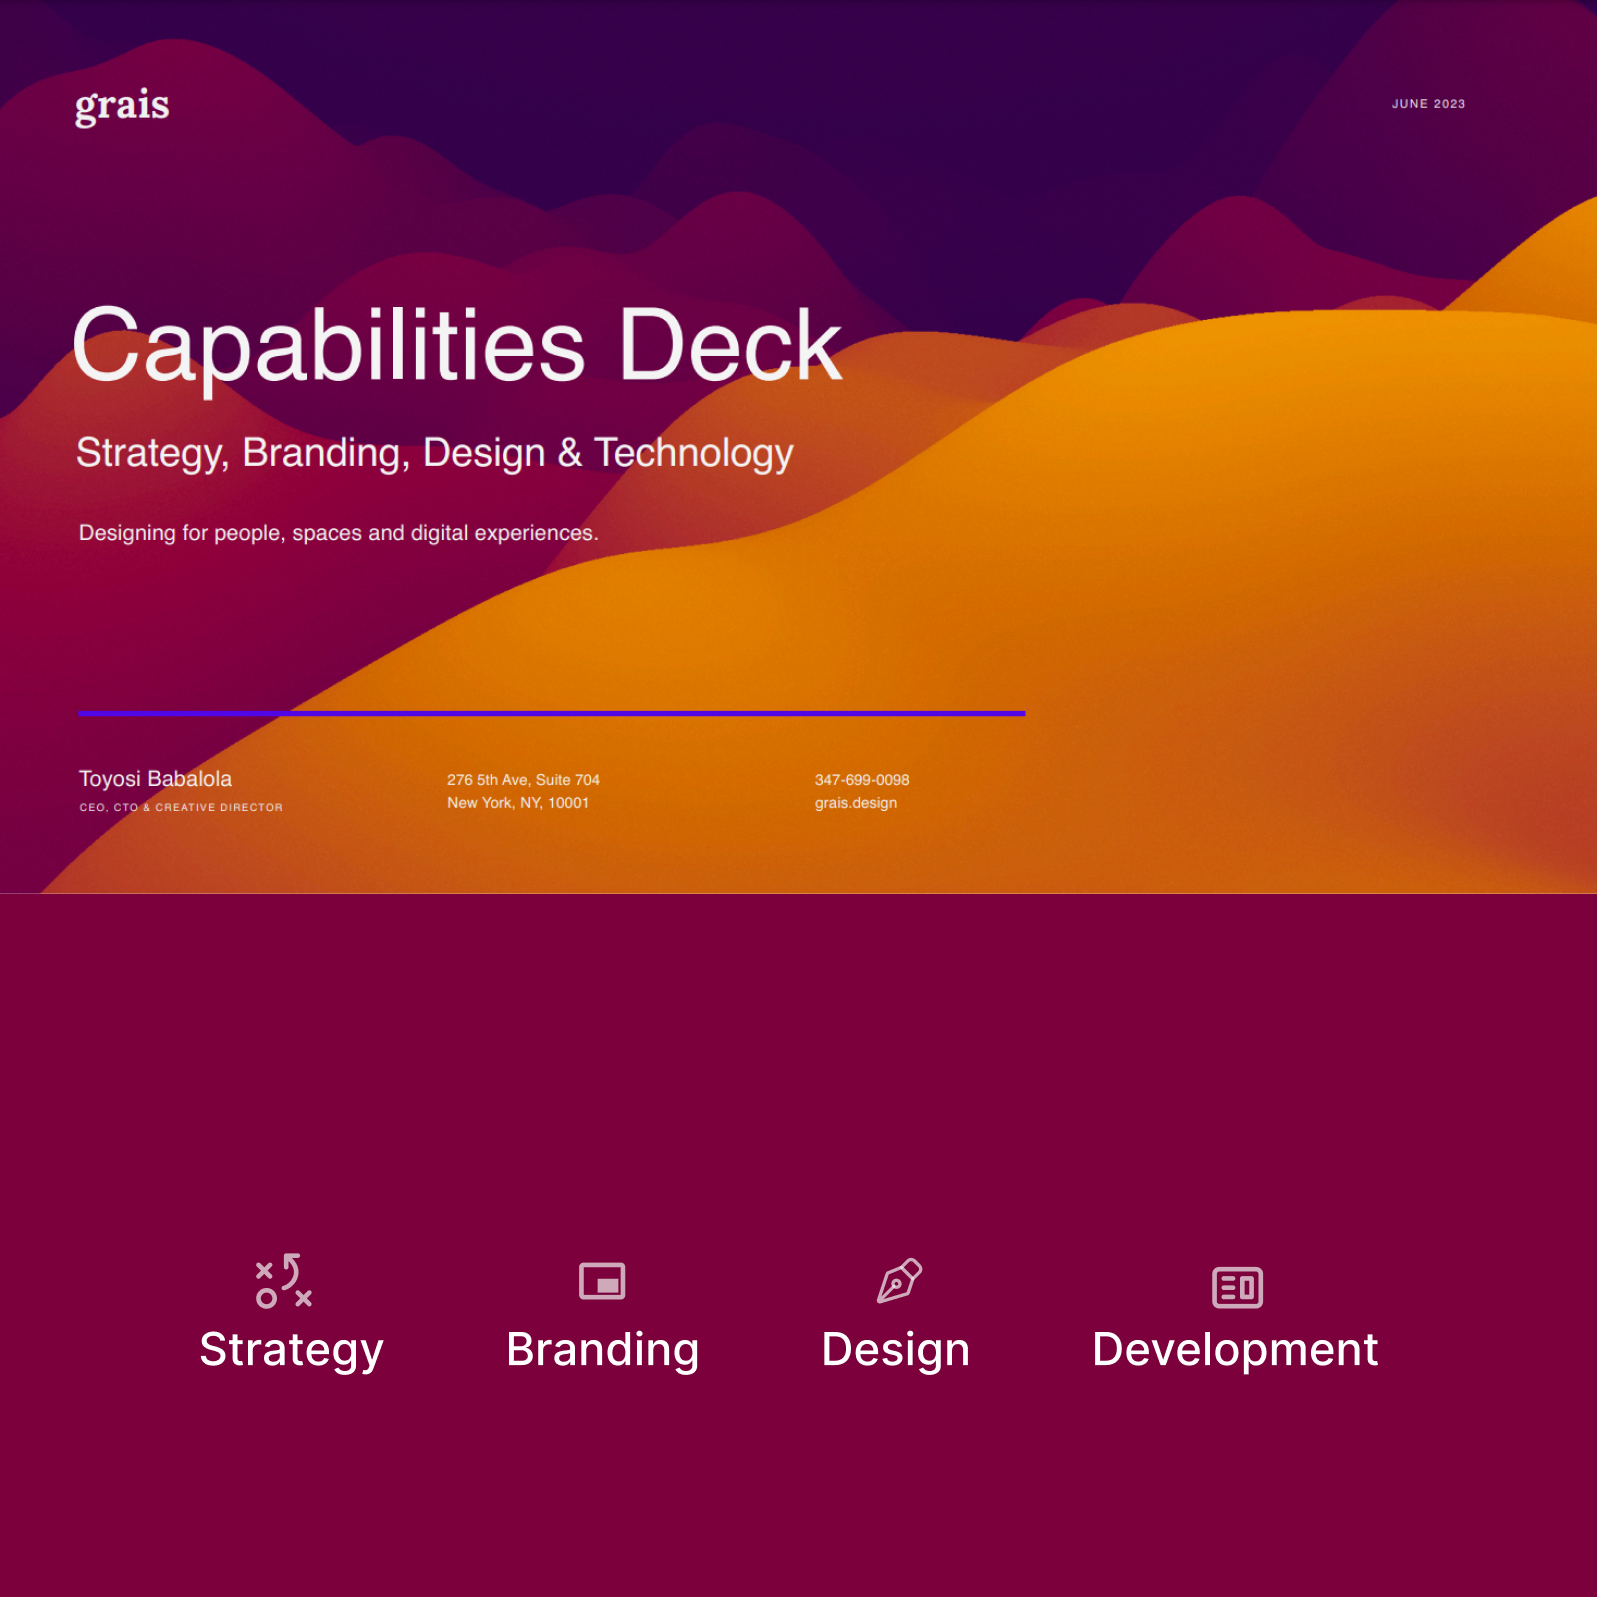 grais
JUNE 2023
Capabilities Deck
Strategy, Branding, Design & Technology
Designing for people, spaces and digital experiences.
Toyosi Babalola
CEO, CTO & CREATIVE DIRECTOR
276 5th Ave, Suite 704
New York, NY, 10001
347-699-0098
grais.design
Strategy
Branding
Design
Development